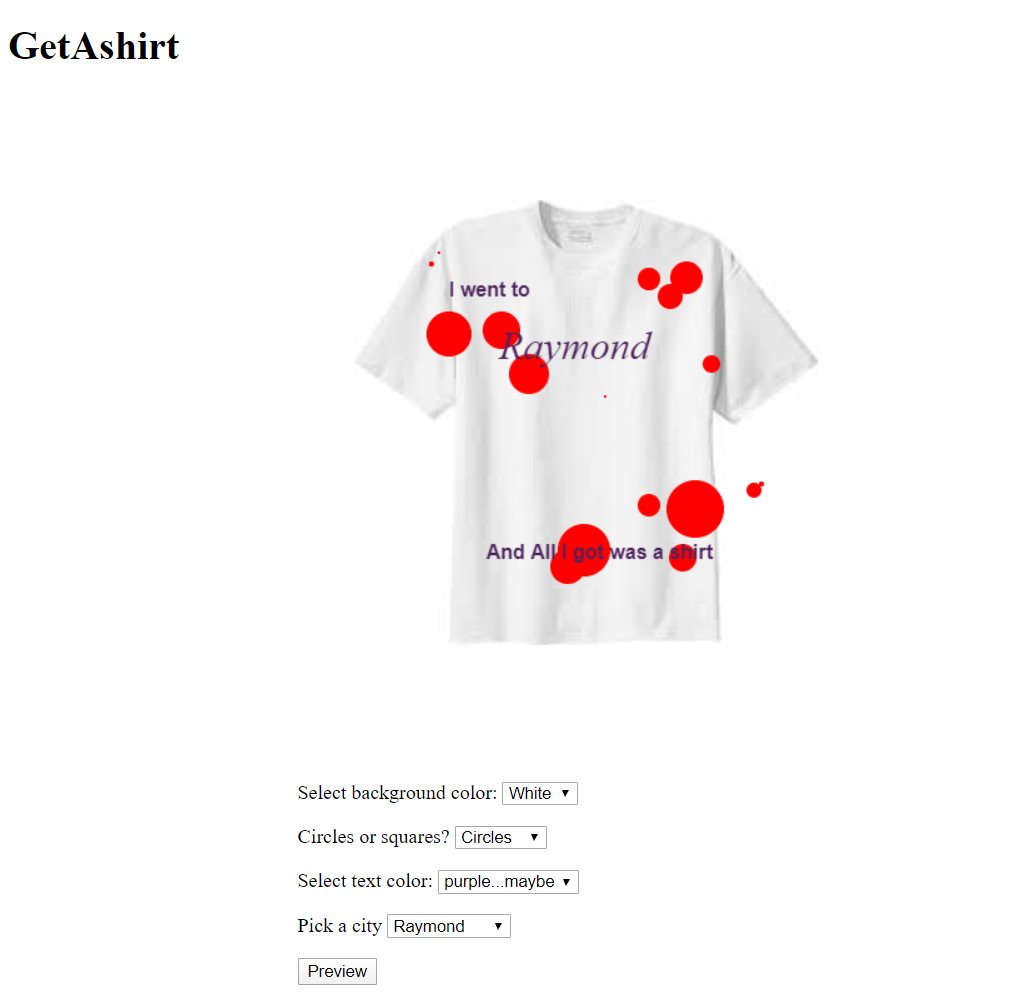 GetAshirt
I went to
Raymond
And All I got was a shirt
Select background color: White
Circles or squares? Circles
Select text color: purple...maybe
Pick a city Raymond
Preview